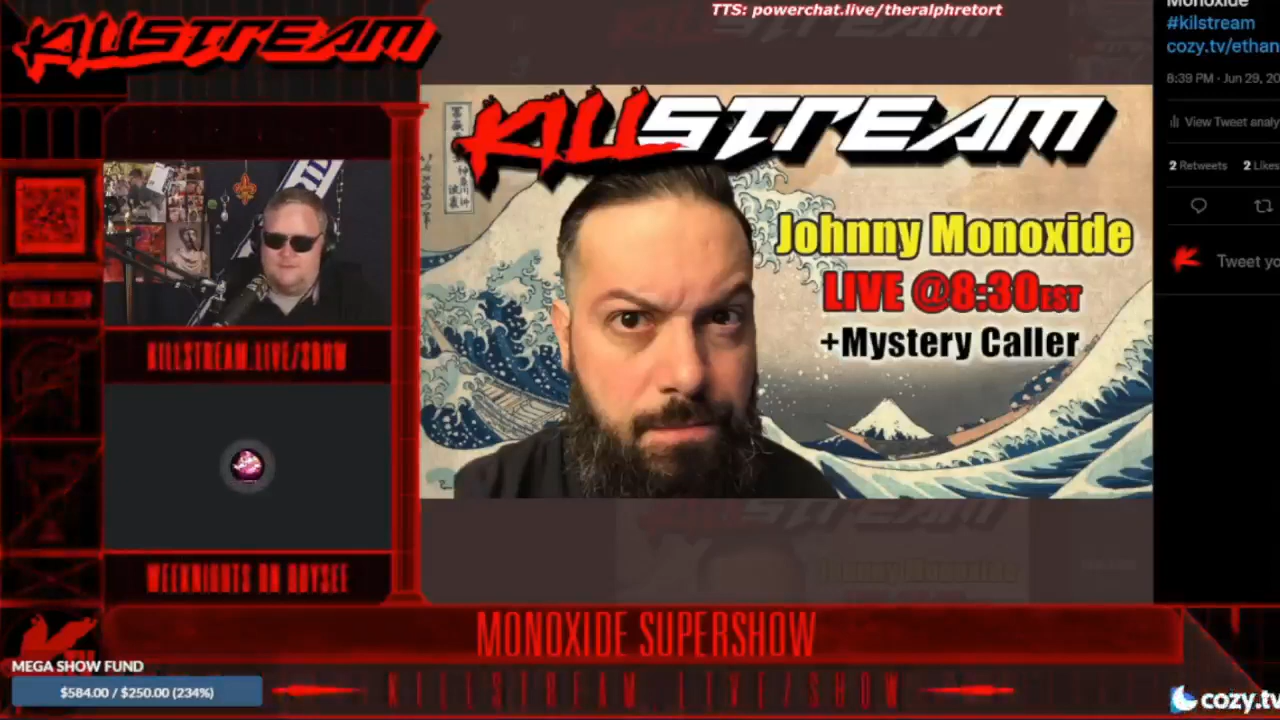 TTS: powerchat.live/theralphretort
KILLSTREAM
Monoxide
#kilstream
cozy.tv/ethan
8:39 PM · Jun 29, 20
View Tweet analy
2 Retweets 2 Likes
Tweet yo
KILLSTREAM
Johnny Monoxide
LIVE @8:30EST
+Mystery Caller
KILLSTREAM.LIVE/SHOW
WEEKNIGHTS ON ODYSEE
MONOXIDE SUPERSHOW
MEGA SHOW FUND
$584.00 / $250.00 (234%)
KILLSTREAM.LIVE/SHOW
cozy.tv